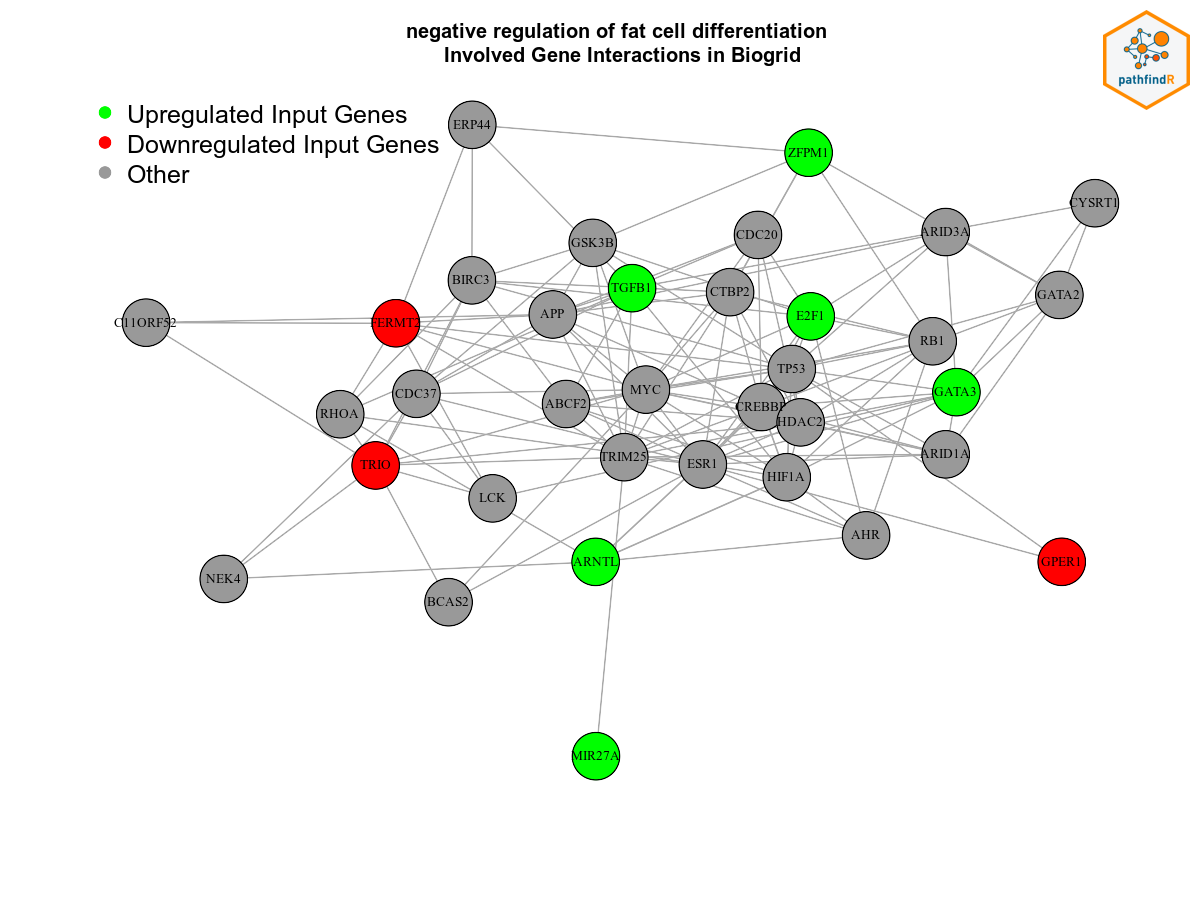 negative regulation of fat cell differentiation
Involved Gene Interactions in Biogrid
pathfindR
Upregulated Input Genes
Downregulated Input Genes
Other
ERP44
ZFPM1
CYSRT1
ARID3A
CDC20
GSK3B
BIRC3
TGFB1
CTBP2
GATA2
APP
E2F1
C11ORF52
FERMT2
RB1
TP53
MYC
GATA3
CDC37
ABCF2
CREBBP
RHOA
HDAC2
ARID1A
TRIM25
ESR1
TRIO
HIF1A
LCK
AHR
ARNTL
GPER1
NEK4
BCAS2
MIR27A